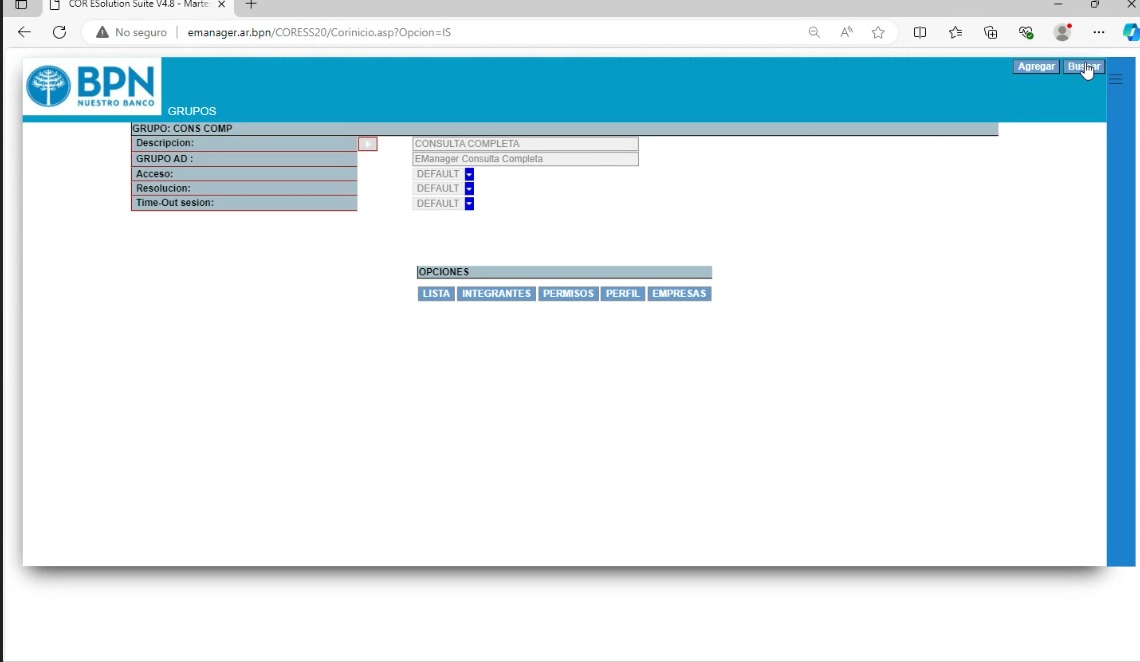 COR ESolution Suite V4.8 - Marte
No seguro
emanager.ar.bpn/CORESS20/Corinicio.asp?Opcion=IS
Agregar
Buscar
BPN
NUESTRO BANCO
GRUPOS
GRUPO: CONS COMP
Descripcion:
CONSULTA COMPLETA
GRUPO AD :
EManager Consulta Completa
Acceso:
DEFAULT
Resolucion:
DEFAULT
Time-Out sesion:
DEFAULT
OPCIONES
LISTA INTEGRANTES PERMISOS PERFIL EMPRESAS